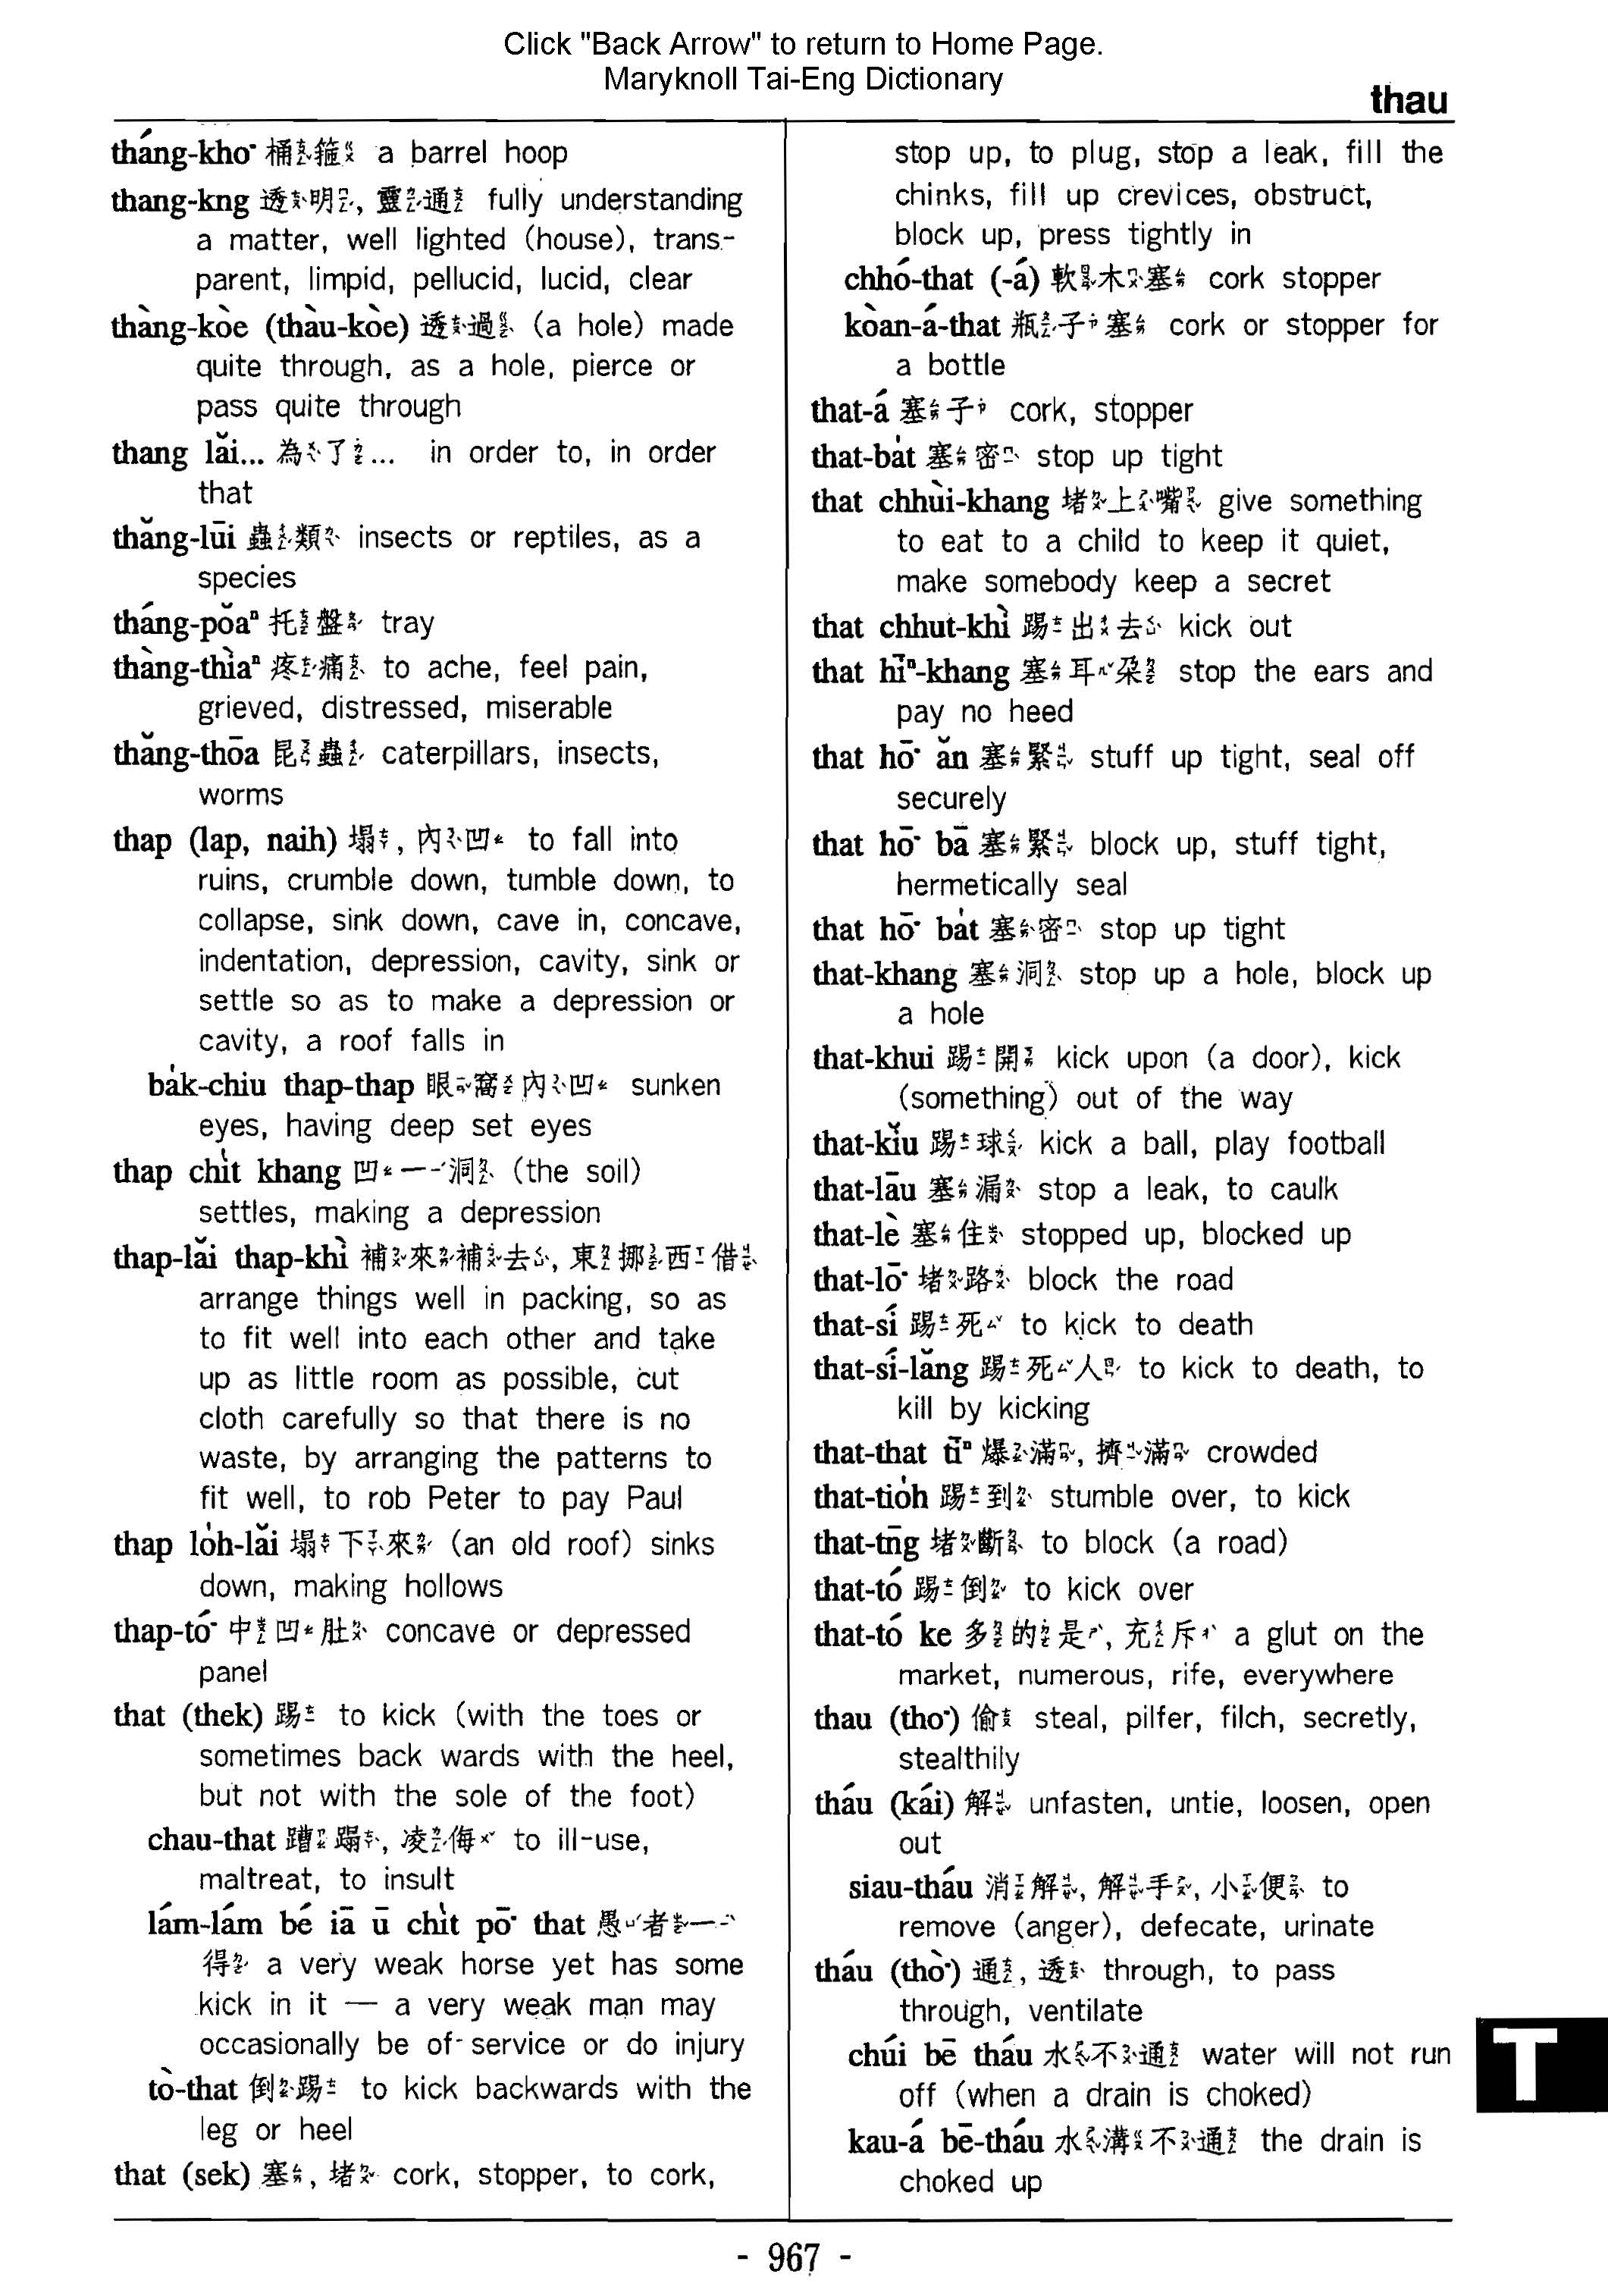 Click "Back Arrow" to return to Home Page.
Maryknoll Tai-Eng Dictionary
thau
tháng-kho͘ 桶箍 a barrel hoop
thang-kng 透明, 靈通 fully understanding
a matter, well lighted (house), trans-
parent, limpid, pellucid, lucid, clear
thàng-kòe (thàu-kòe) 透過 (a hole) made
quite through, as a hole, pierce or
pass quite through
thang lăi... 為了... in order to, in order
that
thăng-lūi 蟲類 insects or reptiles, as a
species
tháng-pŏaⁿ 托盤 tray
thàng-thìaⁿ 疼痛 to ache, feel pain,
grieved, distressed, miserable
thăng-thōa 昆蟲 caterpillars, insects,
worms
thap (lap, naih) 塌, 內凹 to fall into
ruins, crumble down, tumble down, to
collapse, sink down, cave in, concave,
indentation, depression, cavity, sink or
settle so as to make a depression or
cavity, a roof falls in
ba̍k-chiu thap-thap 眼窩內凹 sunken
eyes, having deep set eyes
thap chi̍t khang 凹一洞 (the soil)
settles, making a depression
thap-lăi thap-khì 補來補去, 東挪西借
arrange things well in packing, so as
to fit well into each other and take
up as little room as possible, cut
cloth carefully so that there is no
waste, by arranging the patterns to
fit well, to rob Peter to pay Paul
thap lo̍h-lăi 塌下來 (an old roof) sinks
down, making hollows
thap-tó͘ 中凹肚 concave or depressed
panel
that (thek) 踢 to kick (with the toes or
sometimes back wards with the heel,
but not with the sole of the foot)
chau-that 蹧蹋, 凌侮 to ill-use,
maltreat, to insult
lám-lám bé iā ū chi̍t pō͘ that 愚者一
得 a very weak horse yet has some
kick in it — a very weak man may
occasionally be of service or do injury
tò-that 倒踢 to kick backwards with the
leg or heel
that (sek) 塞, 堵 cork, stopper, to cork,
stop up, to plug, stop a leak, fill the
chinks, fill up crevices, obstruct,
block up, press tightly in
chhó-that (-á) 軟木塞 cork stopper
kòan-á-that 瓶子塞 cork or stopper for
a bottle
that-á 塞子 cork, stopper
that-ba̍t 塞密 stop up tight
that chhùi-khang 堵上嘴 give something
to eat to a child to keep it quiet,
make somebody keep a secret
that chhut-khì 踢出去 kick out
that hīⁿ-khang 塞耳朵 stop the ears and
pay no heed
that hō͘ ăn 塞緊 stuff up tight, seal off
securely
that hō͘ bā 塞緊 block up, stuff tight,
hermetically seal
that hō͘ ba̍t 塞密 stop up tight
that-khang 塞洞 stop up a hole, block up
a hole
that-khui 踢開 kick upon (a door), kick
(something) out of the way
that-kĭu 踢球 kick a ball, play football
that-lāu 塞漏 stop a leak, to caulk
that-lè 塞住 stopped up, blocked up
that-lō͘ 堵路 block the road
that-sí 踢死 to kick to death
that-sí-lăng 踢死人 to kick to death, to
kill by kicking
that-that tīⁿ 爆滿, 擠滿 crowded
that-tio̍h 踢到 stumble over, to kick
that-tn̄g 堵斷 to block (a road)
that-tó 踢倒 to kick over
that-tó ke 多的是, 充斥 a glut on the
market, numerous, rife, everywhere
thau (tho͘) 偷 steal, pilfer, filch, secretly,
stealthily
tháu (kái) 解 unfasten, untie, loosen, open
out
siau-tháu 消解, 解手, 小便 to
remove (anger), defecate, urinate
tháu (thò͘) 通, 透 through, to pass
through, ventilate
chúi bē tháu 水不通 water will not run
off (when a drain is choked)
kau-á bē-tháu 水溝不通 the drain is
choked up
T
- 967 -